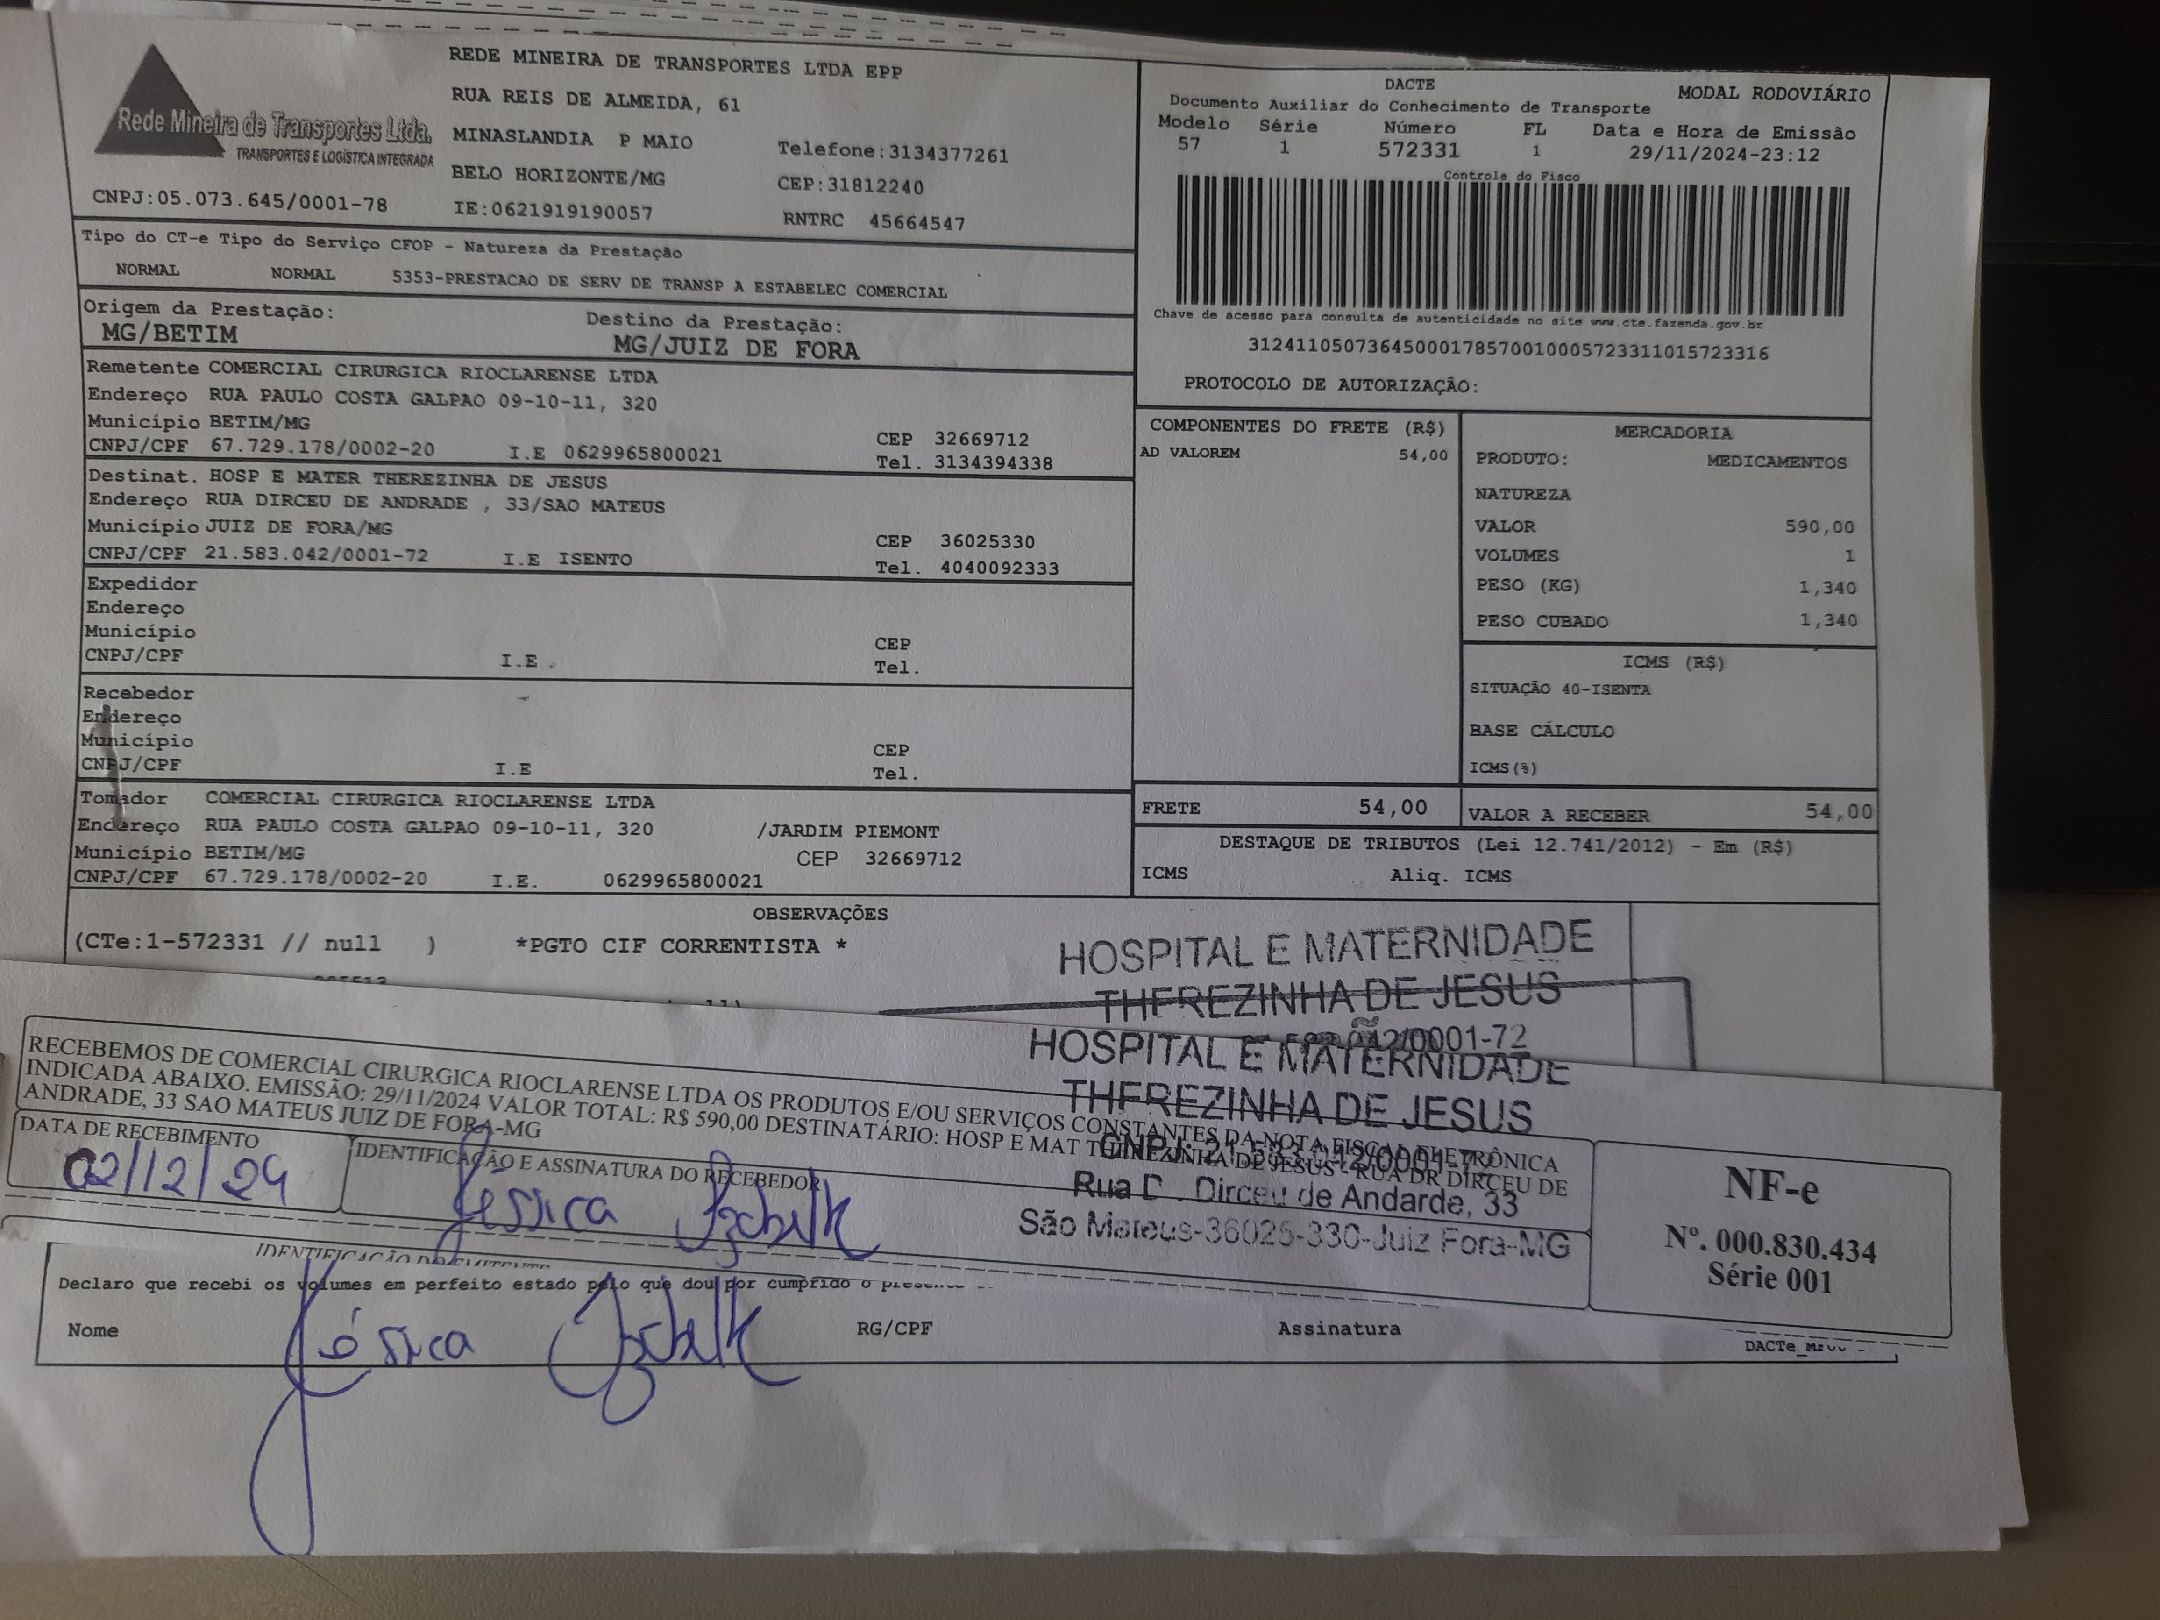 Rede Mineira de Transportes Ltda.
TRANSPORTES E LOGÍSTICA INTEGRADA
CNPJ:05.073.645/0001-78
REDE MINEIRA DE TRANSPORTES LTDA EPP
RUA REIS DE ALMEIDA, 61
MINASLANDIA P MAIO Telefone:3134377261
BELO HORIZONTE/MG CEP:31812240
IE:0621919190057 RNTRC 45664547
DACTE MODAL RODOVIÁRIO
Documento Auxiliar do Conhecimento de Transporte
Modelo Série Número FL Data e Hora de Emissão
57 1 572331 1 29/11/2024-23:12
Controle do Fisco
Chave de acesso para consulta de autenticidade no site www.cte.fazenda.gov.br
31241105073645000178570010005723311015723316
PROTOCOLO DE AUTORIZAÇÃO:
Tipo do CT-e Tipo do Serviço CFOP - Natureza da Prestação
NORMAL NORMAL 5353-PRESTACAO DE SERV DE TRANSP A ESTABELEC COMERCIAL
Origem da Prestação: Destino da Prestação:
MG/BETIM MG/JUIZ DE FORA
Remetente COMERCIAL CIRURGICA RIOCLARENSE LTDA
Endereço RUA PAULO COSTA GALPAO 09-10-11, 320
Município BETIM/MG CEP 32669712
CNPJ/CPF 67.729.178/0002-20 I.E 0629965800021 Tel. 3134394338
Destinat. HOSP E MATER THEREZINHA DE JESUS
Endereço RUA DIRCEU DE ANDRADE , 33/SAO MATEUS
Município JUIZ DE FORA/MG CEP 36025330
CNPJ/CPF 21.583.042/0001-72 I.E ISENTO Tel. 4040092333
Expedidor
Endereço
Município CEP
CNPJ/CPF I.E. Tel.
Recebedor
Endereço
Município CEP
CNPJ/CPF I.E Tel.
Tomador COMERCIAL CIRURGICA RIOCLARENSE LTDA
Endereço RUA PAULO COSTA GALPAO 09-10-11, 320 /JARDIM PIEMONT
Município BETIM/MG CEP 32669712
CNPJ/CPF 67.729.178/0002-20 I.E. 0629965800021
COMPONENTES DO FRETE (R$)
AD VALOREM 54,00
MERCADORIA
PRODUTO: MEDICAMENTOS
NATUREZA
VALOR 590,00
VOLUMES 1
PESO (KG) 1,340
PESO CUBADO 1,340
ICMS (R$)
SITUAÇÃO 40-ISENTA
BASE CÁLCULO
ICMS(%)
FRETE 54,00 VALOR A RECEBER 54,00
DESTAQUE DE TRIBUTOS (Lei 12.741/2012) - Em (R$)
ICMS Aliq. ICMS
OBSERVAÇÕES
(CTe:1-572331 // null ) *PGTO CIF CORRENTISTA *
HOSPITAL E MATERNIDADE
THEREZINHA DE JESUS
HOSPITAL E MATERNIDADE
THEREZINHA DE JESUS
Dirceu de Andarde, 33
São Mateus-36025-330-Juiz Fora-MG
RECEBEMOS DE COMERCIAL CIRURGICA RIOCLARENSE LTDA OS PRODUTOS E/OU SERVIÇOS CONSTANTES DA NOTA FISCAL ELETRÔNICA
INDICADA ABAIXO. EMISSÃO: 29/11/2024 VALOR TOTAL: R$ 590,00 DESTINATÁRIO: HOSP E MAT THEREZINHA DE JESUS - RUA DR DIRCEU DE
ANDRADE, 33 SAO MATEUS JUIZ DE FORA-MG
DATA DE RECEBIMENTO IDENTIFICAÇÃO E ASSINATURA DO RECEBEDOR
02/12/24 Jéssica
NF-e
Nº. 000.830.434
Série 001
IDENTIFICAÇÃO DO EMITENTE
Declaro que recebi os volumes em perfeito estado pelo que dou por cumprido o
Nome Jéssica RG/CPF Assinatura